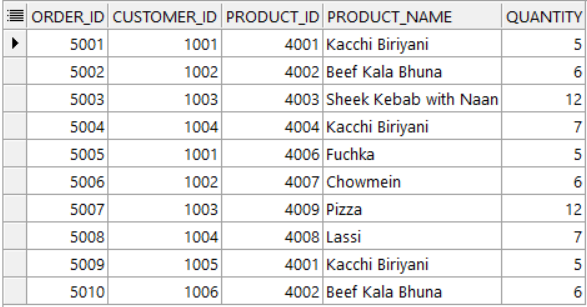 ORDER_ID CUSTOMER_ID PRODUCT_ID PRODUCT_NAME QUANTITY
5001 1001 4001 Kacchi Biriyani 5
5002 1002 4002 Beef Kala Bhuna 6
5003 1003 4003 Sheek Kebab with Naan 12
5004 1004 4004 Kacchi Biriyani 7
5005 1001 4006 Fuchka 5
5006 1002 4007 Chowmein 6
5007 1003 4009 Pizza 12
5008 1004 4008 Lassi 7
5009 1005 4001 Kacchi Biriyani 5
5010 1006 4002 Beef Kala Bhuna 6